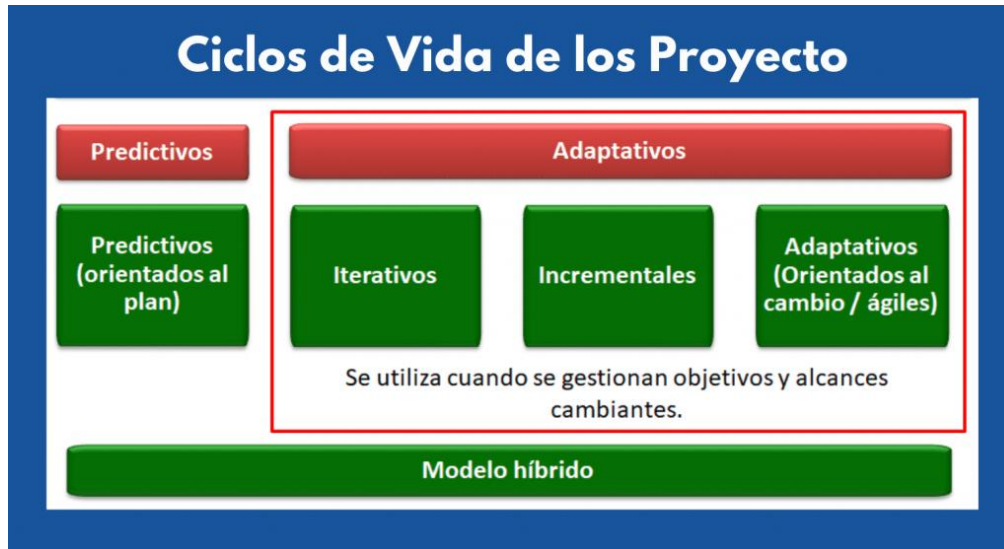 Ciclos de Vida de los Proyecto
Predictivos
Adaptativos
Predictivos
(orientados al
plan)
Iterativos
Incrementales
Adaptativos
(Orientados al
cambio / ágiles)
Se utiliza cuando se gestionan objetivos y alcances
cambiantes.
Modelo híbrido